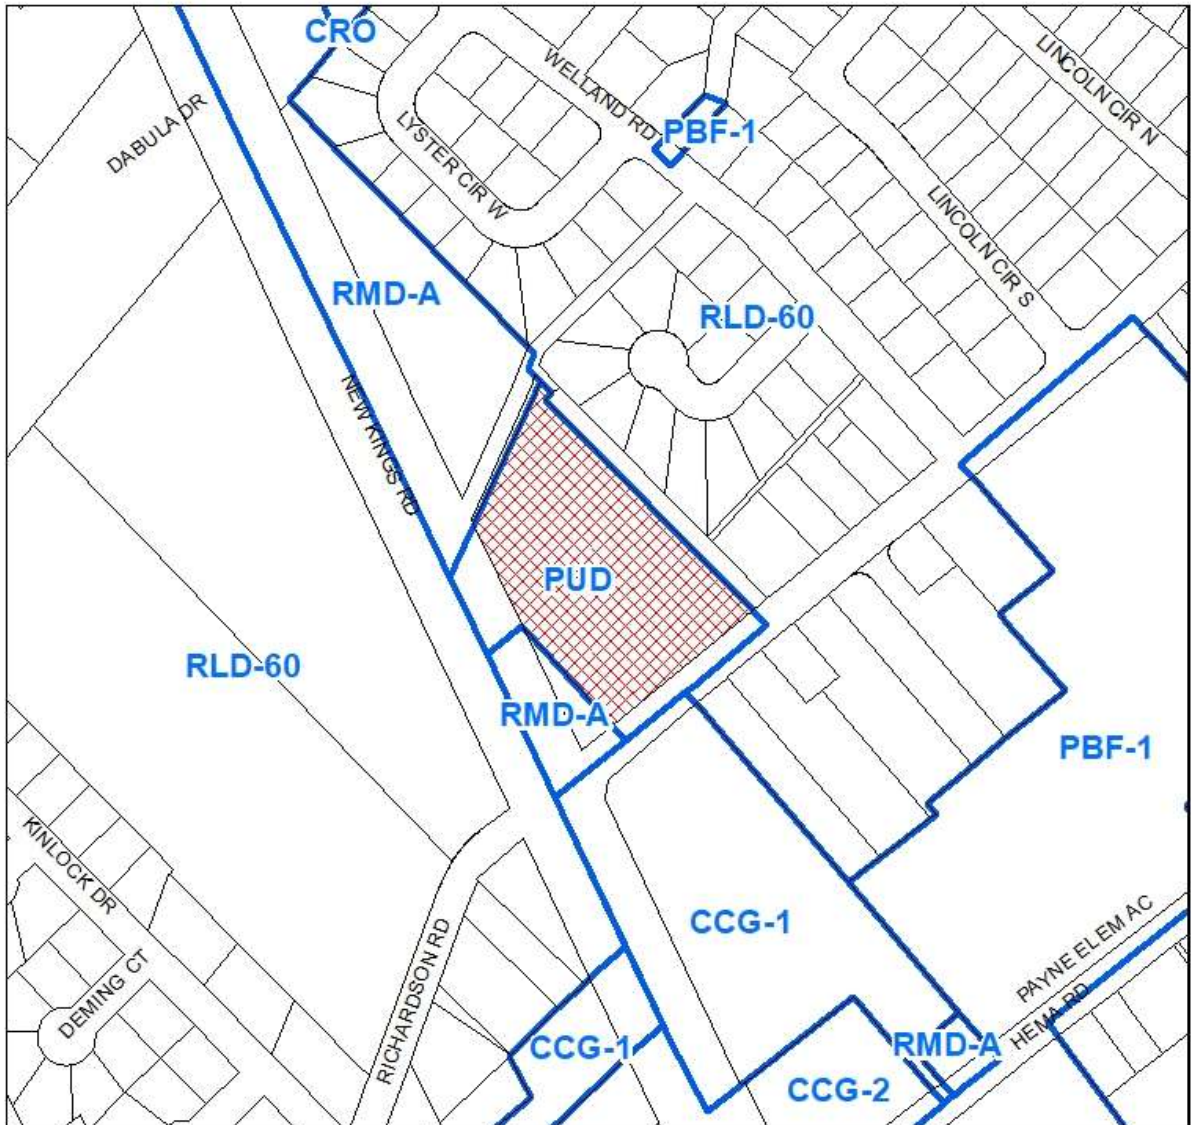 CRO
WELLAND RD
LINCOLN CIR N
DABULA DR
LYSTER CIR W
PBF-1
LINCOLN CIR S
RMD-A
RLD-60
NEW KINGS RD
PUD
RLD-60
RMD-A
PBF-1
KINLOCK DR
CCG-1
PAYNE ELEM AC
DEMING CT
RICHARDSON RD
HEMA RD
CCG-1
RMD-A
CCG-2